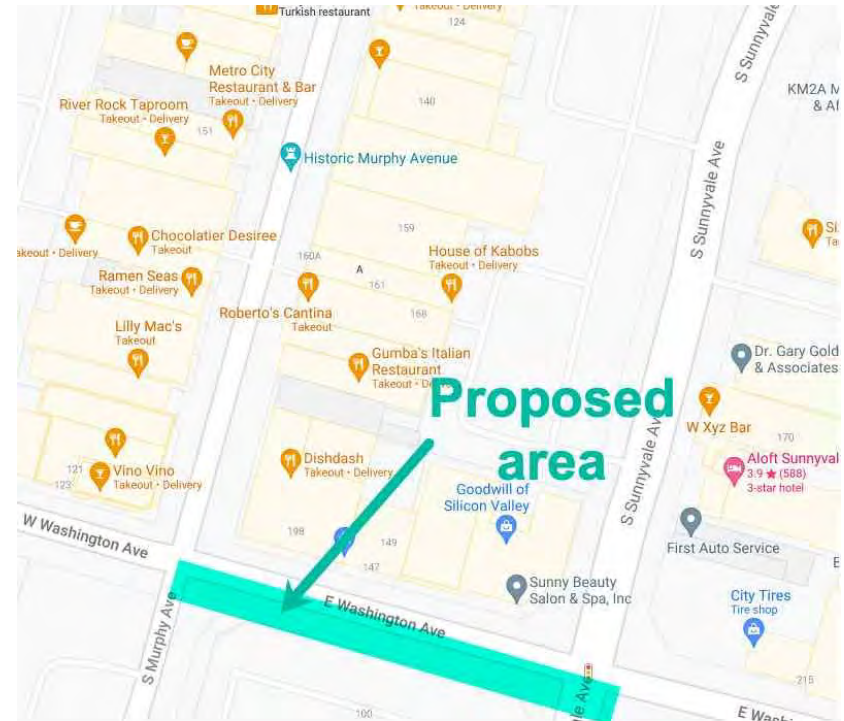 Turkish restaurant
Takeout • Delivery
124
S Sunnyvale
KM2A
& Af
Metro City
Restaurant & Bar
Takeout • Delivery
River Rock Taproom
Takeout • Delivery
151
140
S Sunnyvale Ave
Historic Murphy Avenue
Chocolatier Desiree
Takeout
akeout • Delivery
159
160A
A
161
168
House of Kabobs
Takeout • Delivery
Ramen Seas
Takeout • Delivery
Roberto's Cantina
Takeout
Lilly Mac's
Takeout
Gumba's Italian
Restaurant
Takeout • De
Proposed
area
Dr. Gary Gold
& Associates
W Xyz Bar
170
Aloft Sunnyval
3.9 ★ (588)
3-star hotel
121
123
Vino Vino
Takeout • Delivery
Dishdash
Takeout • Delivery
Goodwill of
Silicon Valley
S Sunnyvale Av
198
149
147
W Washington Ave
First Auto Service
Sunny Beauty
Salon & Spa, Inc
City Tires
Tire shop
E Washington Ave
S Murphy Ave
215
100
le Ave
E Wash